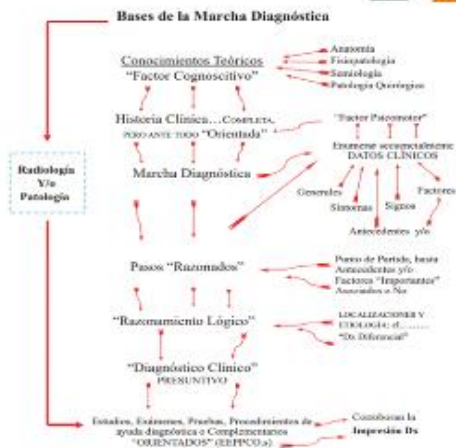 Bases de la Marcha Diagnóstica
Conocimientos Teóricos
"Factor Cognoscitivo"
Anatomía
Fisiopatología
Semiología
Patología Quirúrgica
Historia Clínica…COMPLETA,
PERO ANTE TODO "Orientada"
"Factor Psicomotor"
Enumerar secuencialmente
DATOS CLÍNICOS
Marcha Diagnóstica
Radiología
Y/o
Patología
Generales
Síntomas
Signos
Factores
Antecedentes y/o
Pasos "Razonados"
Punto de Partida, hasta
Antecedentes y/o
Factores "Importantes"
Asociados o No
"Razonamiento Lógico"
LOCALIZACIONES Y
ETIOLOGÍA; el
"Dx Diferencial"
"Diagnóstico Clínico"
PRESUNTIVO
Estudios, Exámenes, Pruebas, Procedimientos de
ayuda diagnóstica o Complementarios
"ORIENTADOS" (EEPPCO.s)
Corroboran la
Impresión Dx